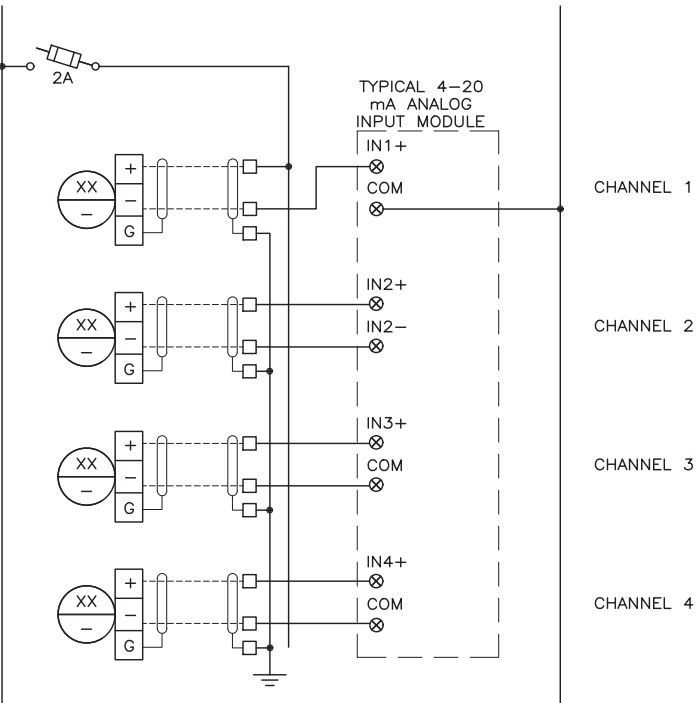 2A
TYPICAL 4-20
mA ANALOG
INPUT MODULE
IN1+
COM
XX
-
+
-
G
CHANNEL 1
IN2+
IN2-
XX
-
+
-
G
CHANNEL 2
IN3+
COM
XX
-
+
-
G
CHANNEL 3
IN4+
COM
XX
-
+
-
G
CHANNEL 4